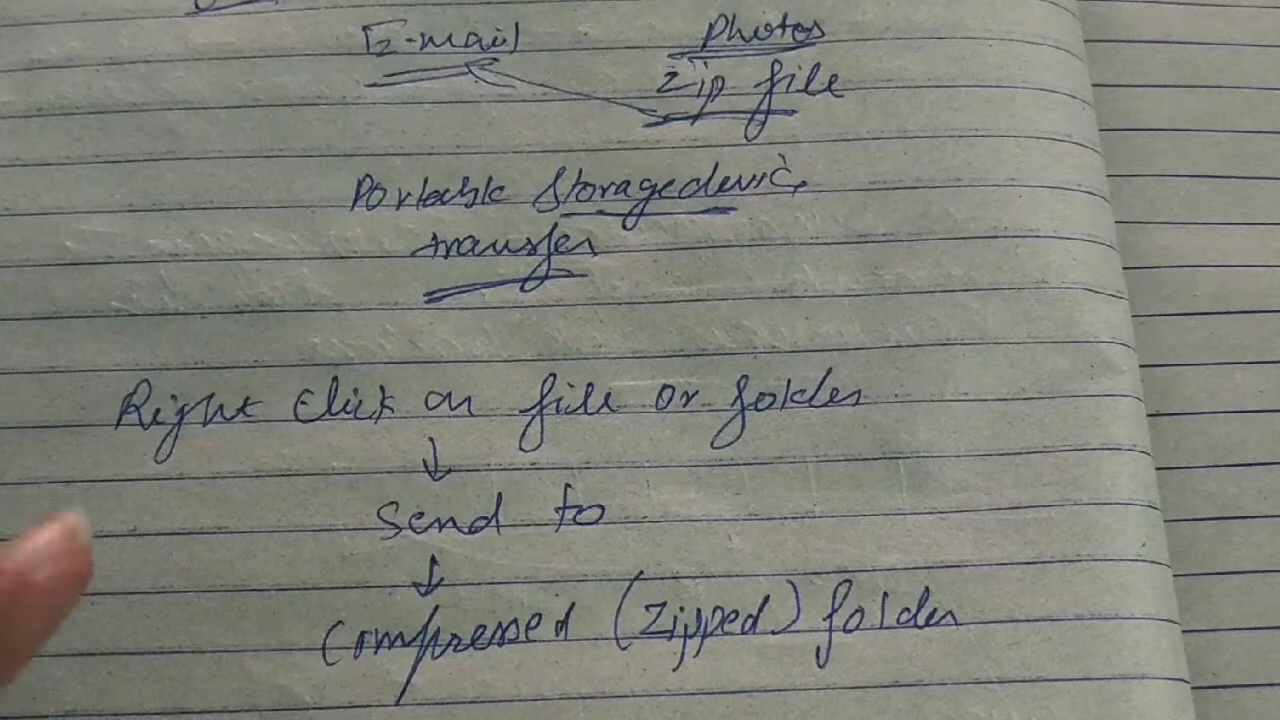 E-mail Photos
Zip file
Portable Storage device
transfer
Right Click on file or folder
↓
Send to
↓
Compressed (Zipped) folder